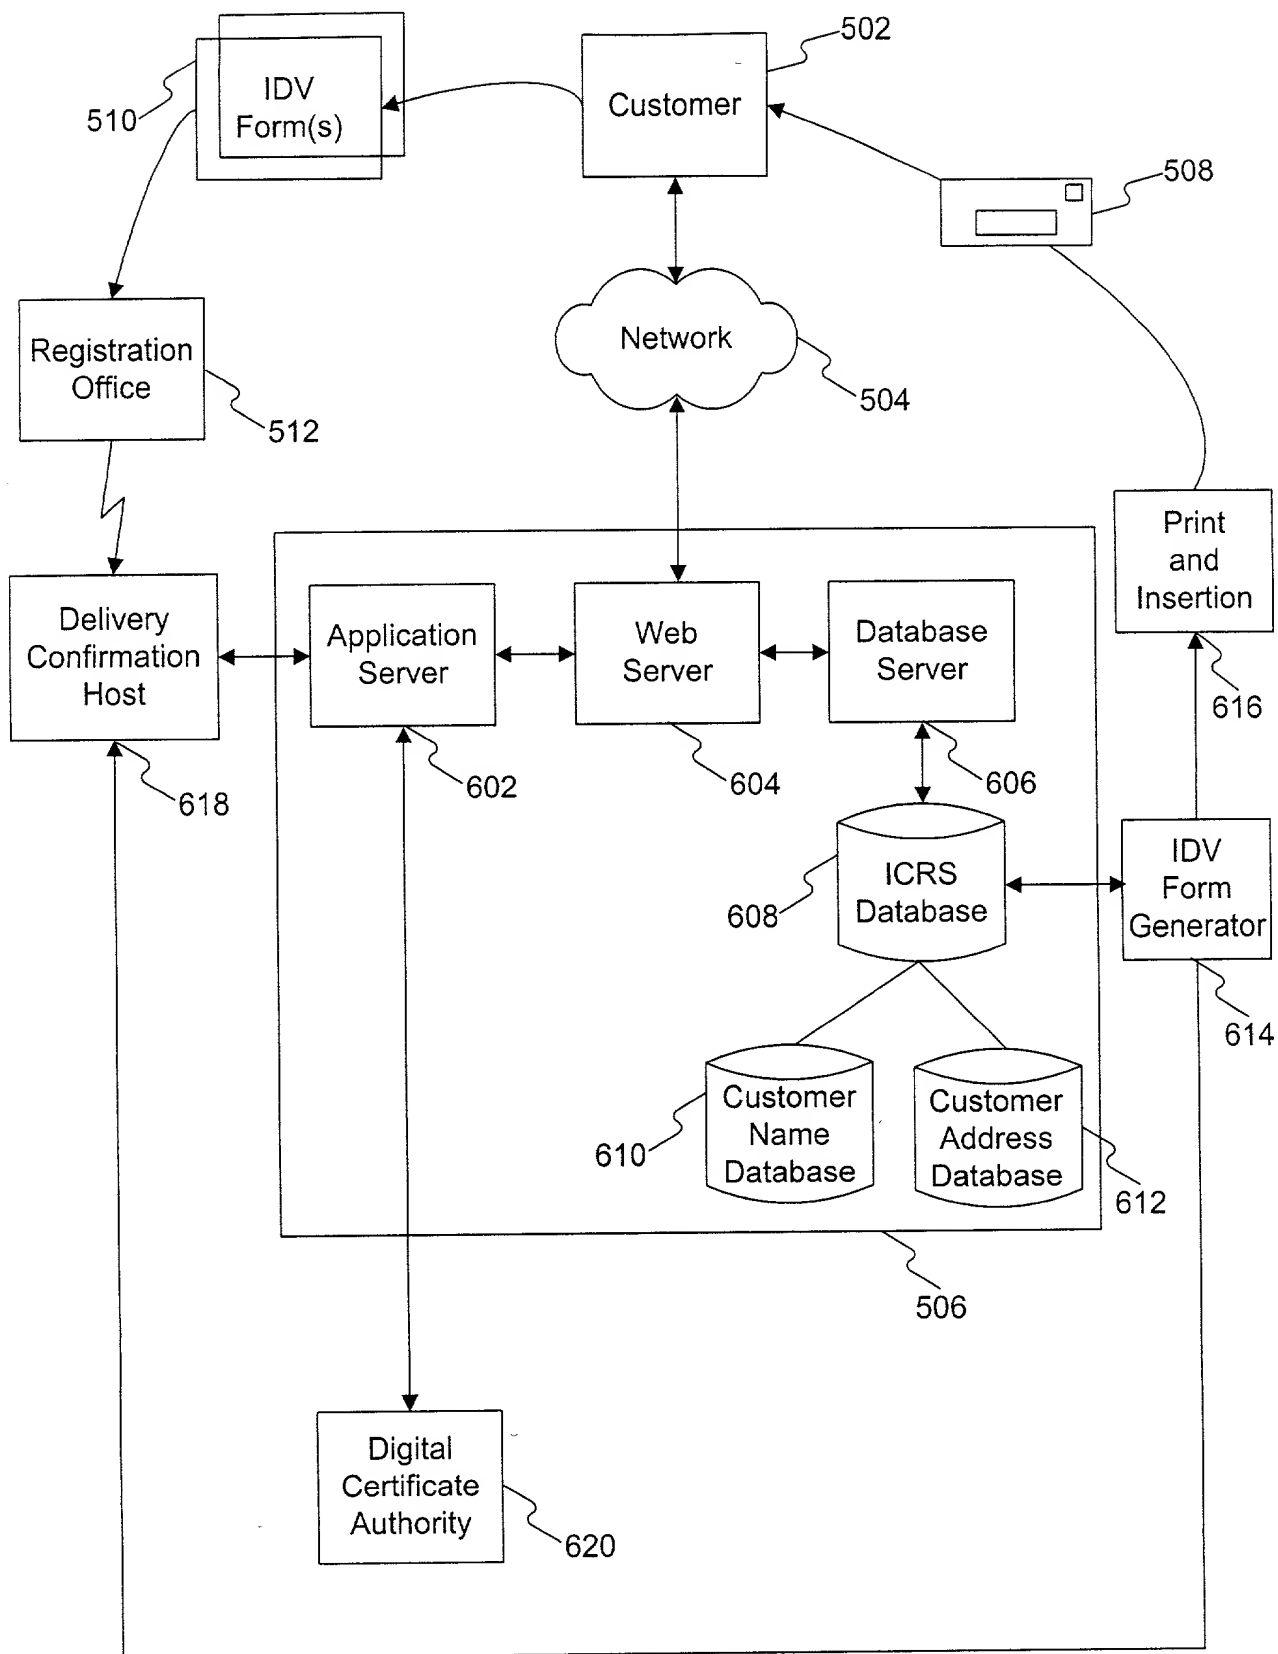 502
IDV
Form(s)
510
Customer
508
Network
504
Registration
Office
512
Print
and
Insertion
616
Delivery
Confirmation
Host
618
Application
Server
602
Web
Server
604
Database
Server
606
ICRS
Database
608
IDV
Form
Generator
614
Customer
Name
Database
610
Customer
Address
Database
612
506
Digital
Certificate
Authority
620